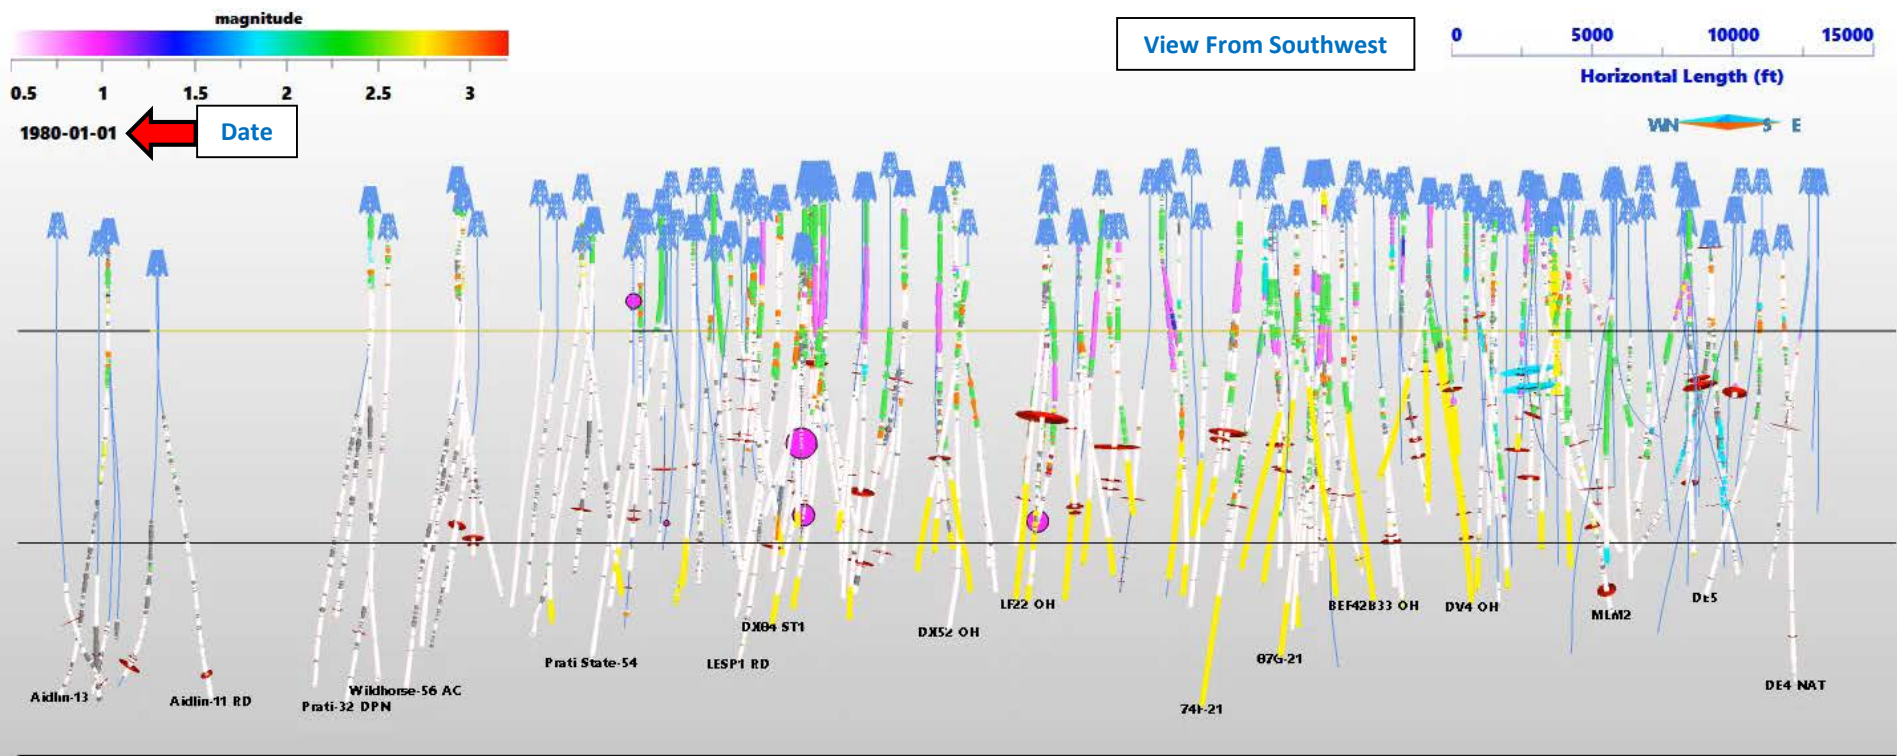 magnitude
0.5 1 1.5 2 2.5 3
1980-01-01
Date
View From Southwest
0 5000 10000 15000
Horizontal Length (ft)
WN S E
Aidlin-13
Aidlin-11 RD
Prati-32 DPN
Wildhorse-56 AC
Prati State-54
LESP1 RD
DX84 ST1
DX52 OH
LF22 OH
74F-21
87G-21
BEF42B33 OH
DV4 OH
MLM2
DE5
DE4 NAT